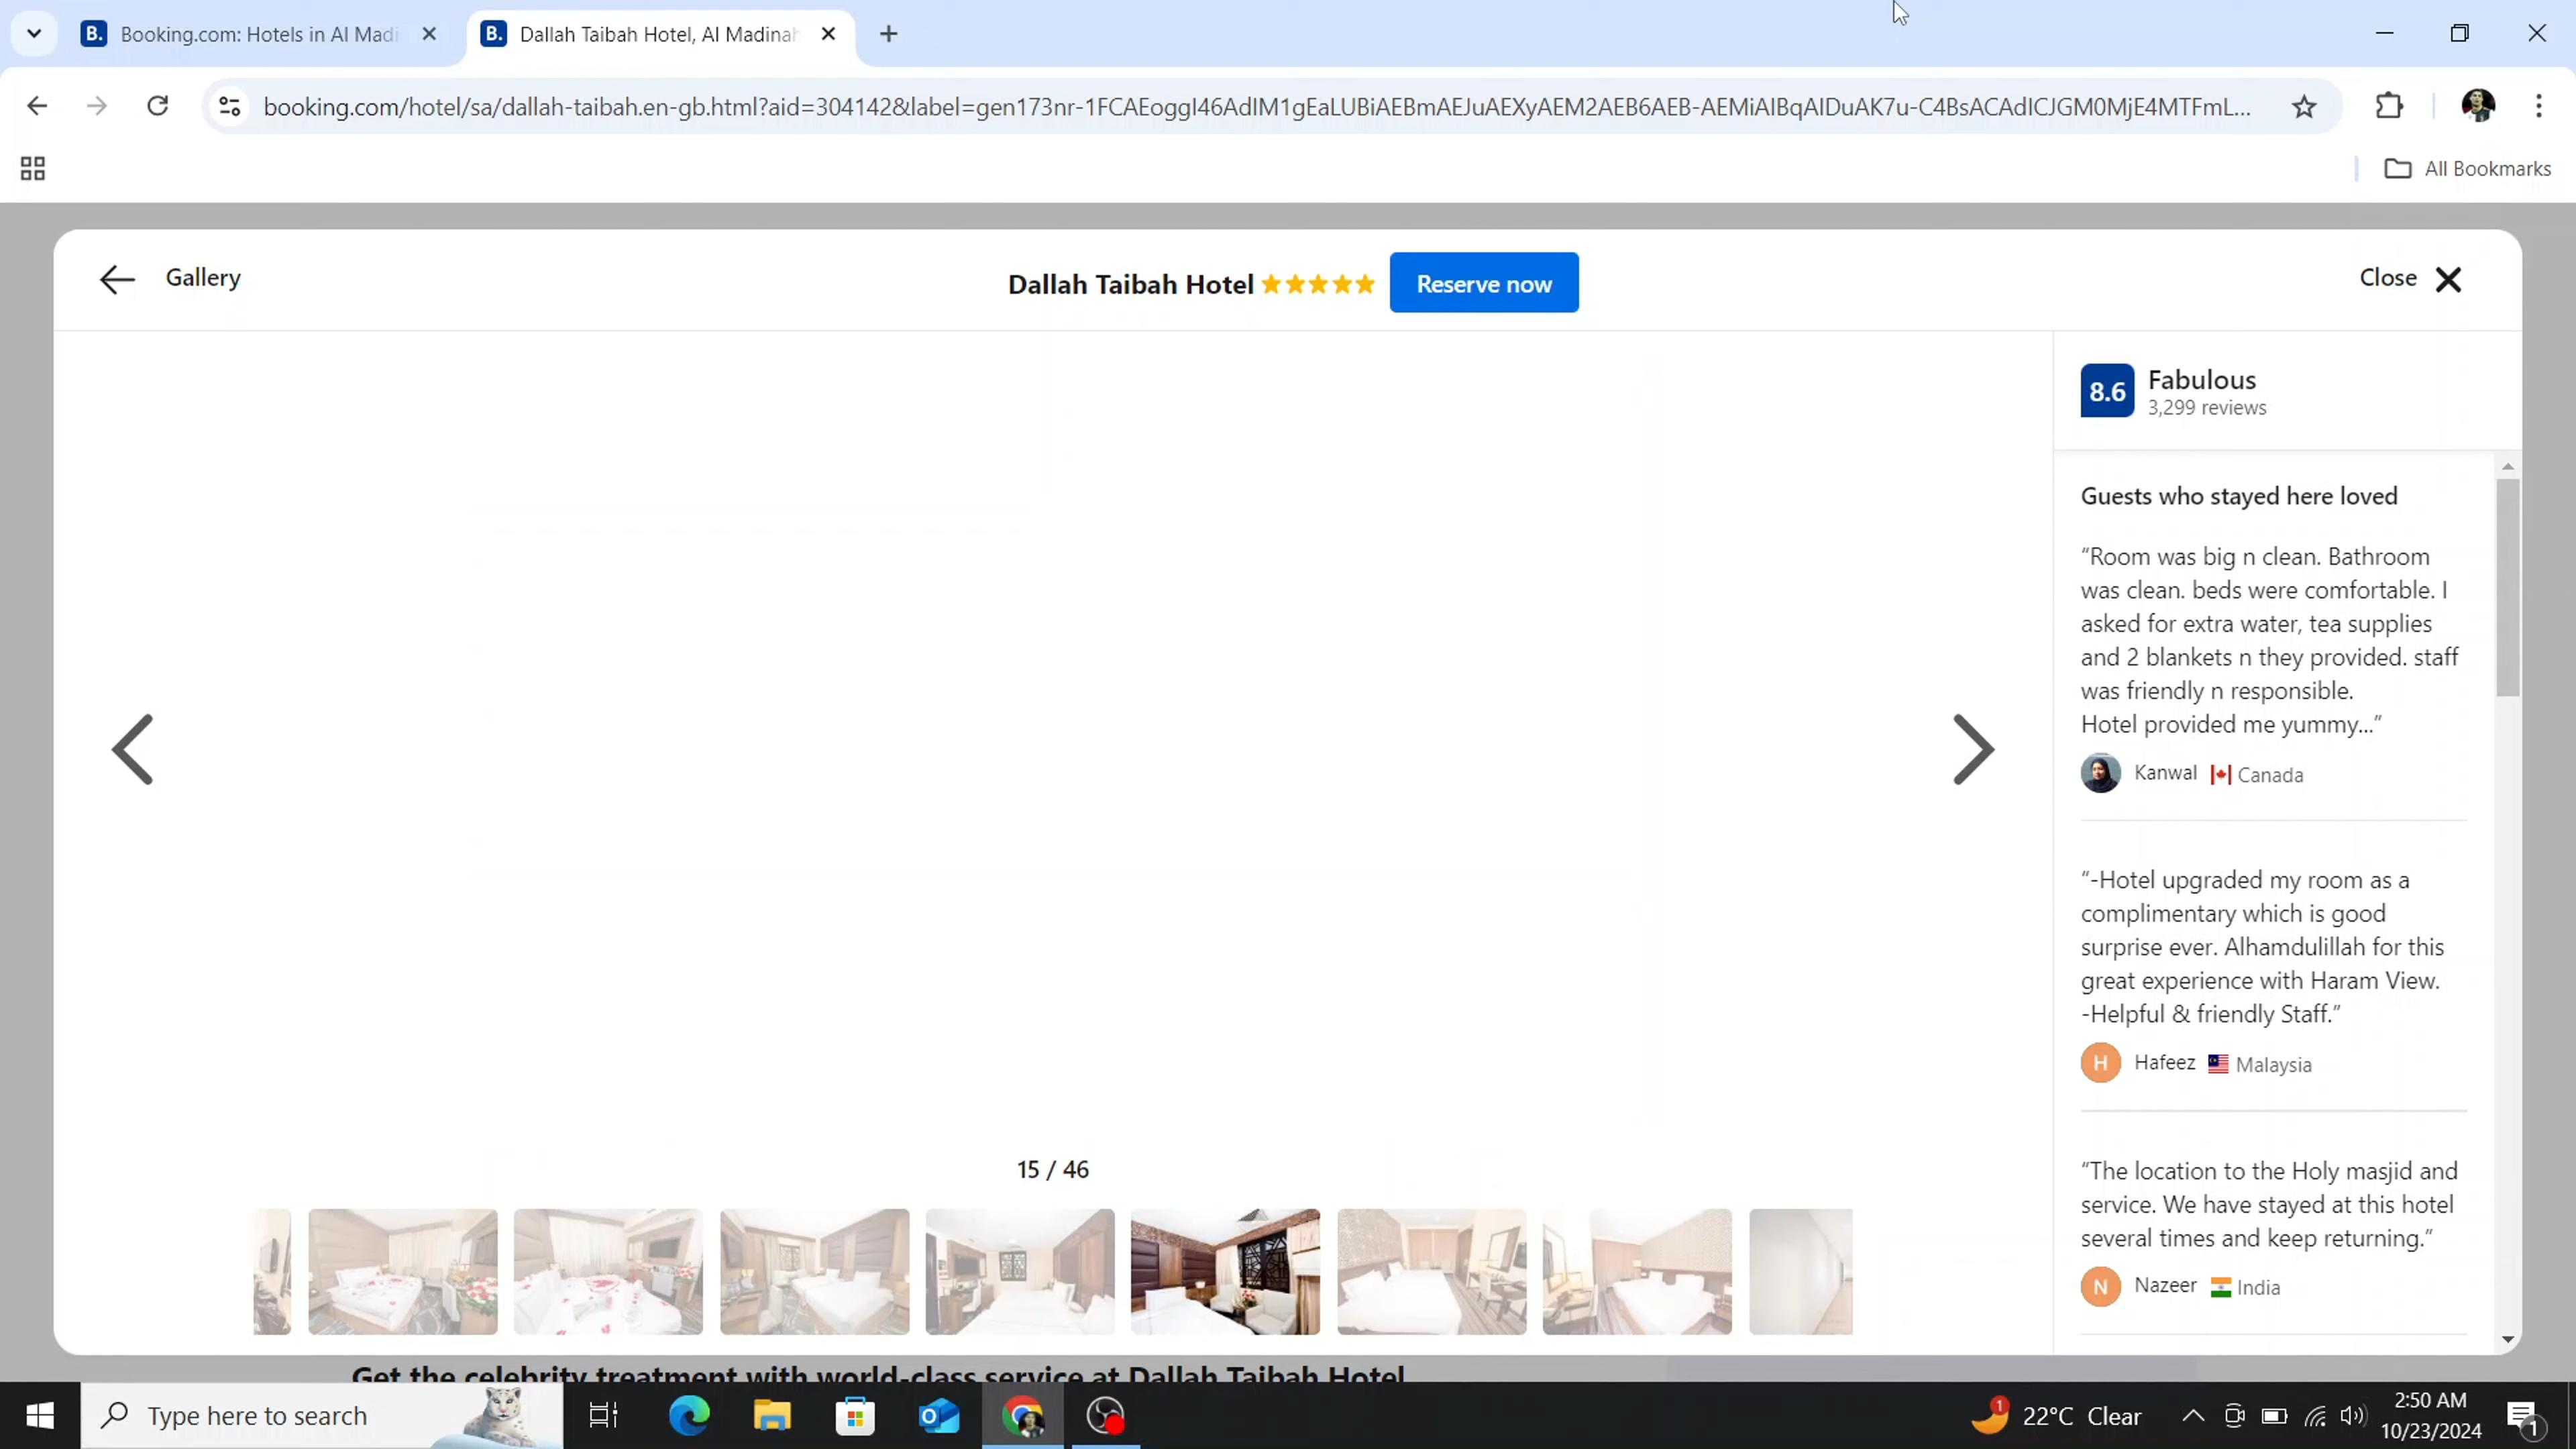 Booking.com: Hotels in Al Madi
Dallah Taibah Hotel, Al Madinah
booking.com/hotel/sa/dallah-taibah.en-gb.html?aid=304142&label=gen173nr-1FCAEoggI46AdIM1gEaLUBiAEBmAEJuAEXyAEM2AEB6AEB-AEMiAIBqAIDuAK7u-C4BsACAdICJGM0MjE4MTFmL...
All Bookmarks
Gallery
Dallah Taibah Hotel
Reserve now
Close
8.6
Fabulous
3,299 reviews
Guests who stayed here loved
“Room was big n clean. Bathroom
was clean. beds were comfortable. I
asked for extra water, tea supplies
and 2 blankets n they provided. staff
was friendly n responsible.
Hotel provided me yummy...”
Kanwal Canada
“-Hotel upgraded my room as a
complimentary which is good
surprise ever. Alhamdulillah for this
great experience with Haram View.
-Helpful & friendly Staff.”
H Hafeez Malaysia
“The location to the Holy masjid and
service. We have stayed at this hotel
several times and keep returning.”
N Nazeer India
15 / 46
Get the celebrity treatment with world-class service at Dallah Taibah Hotel
Type here to search
1
22°C Clear
2:50 AM
10/23/2024
1